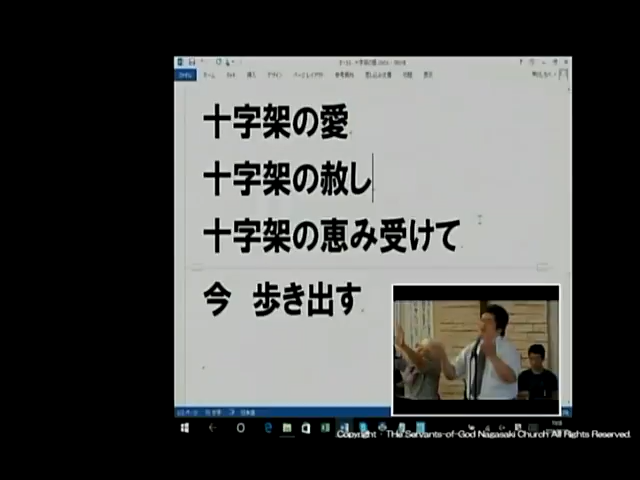 十字架の愛
十字架の赦し
十字架の恵み受けて
今 歩き出す
Copyright - The Servants-of-God Nagasaki Church All Rights Reserved.